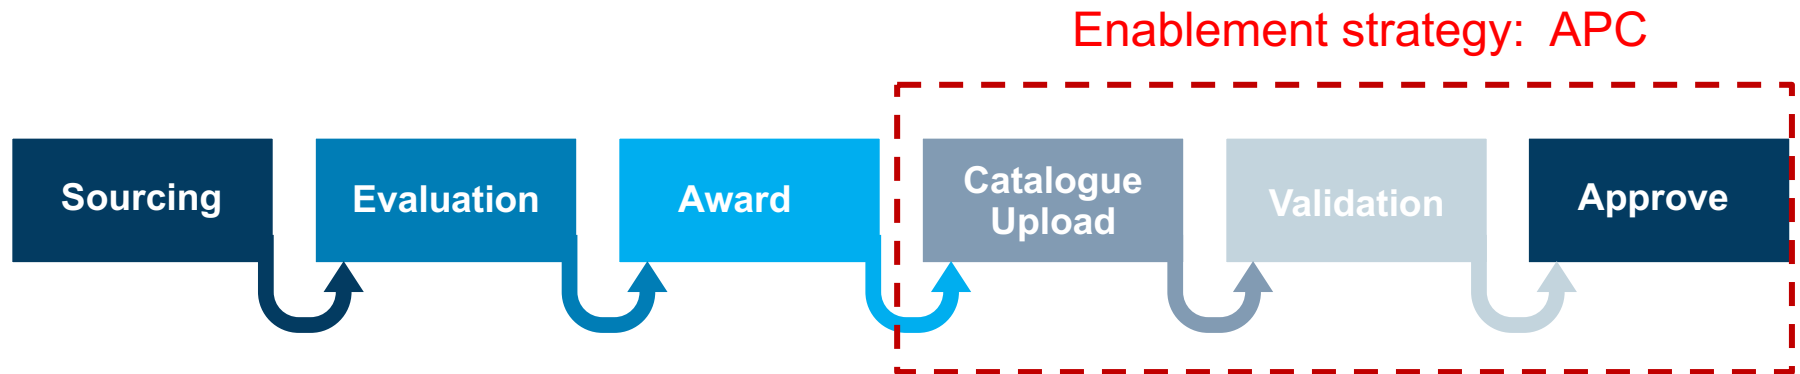 Enablement strategy:  APC
Sourcing
Evaluation
Award
Catalogue
Upload
Validation
Approve